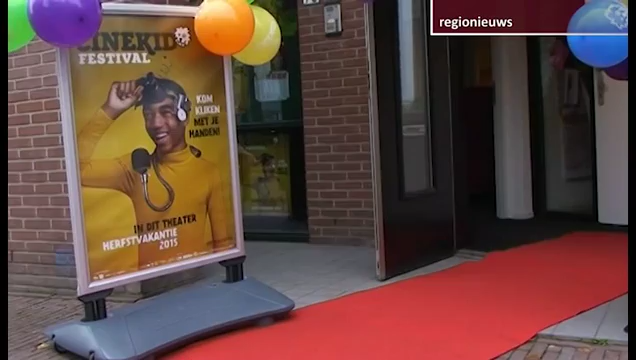 regionieuws
CINEKID
FESTIVAL
KOM
KIJKEN
MET JE
HANDEN!
IN DIT THEATER
HERFSTVAKANTIE
2015